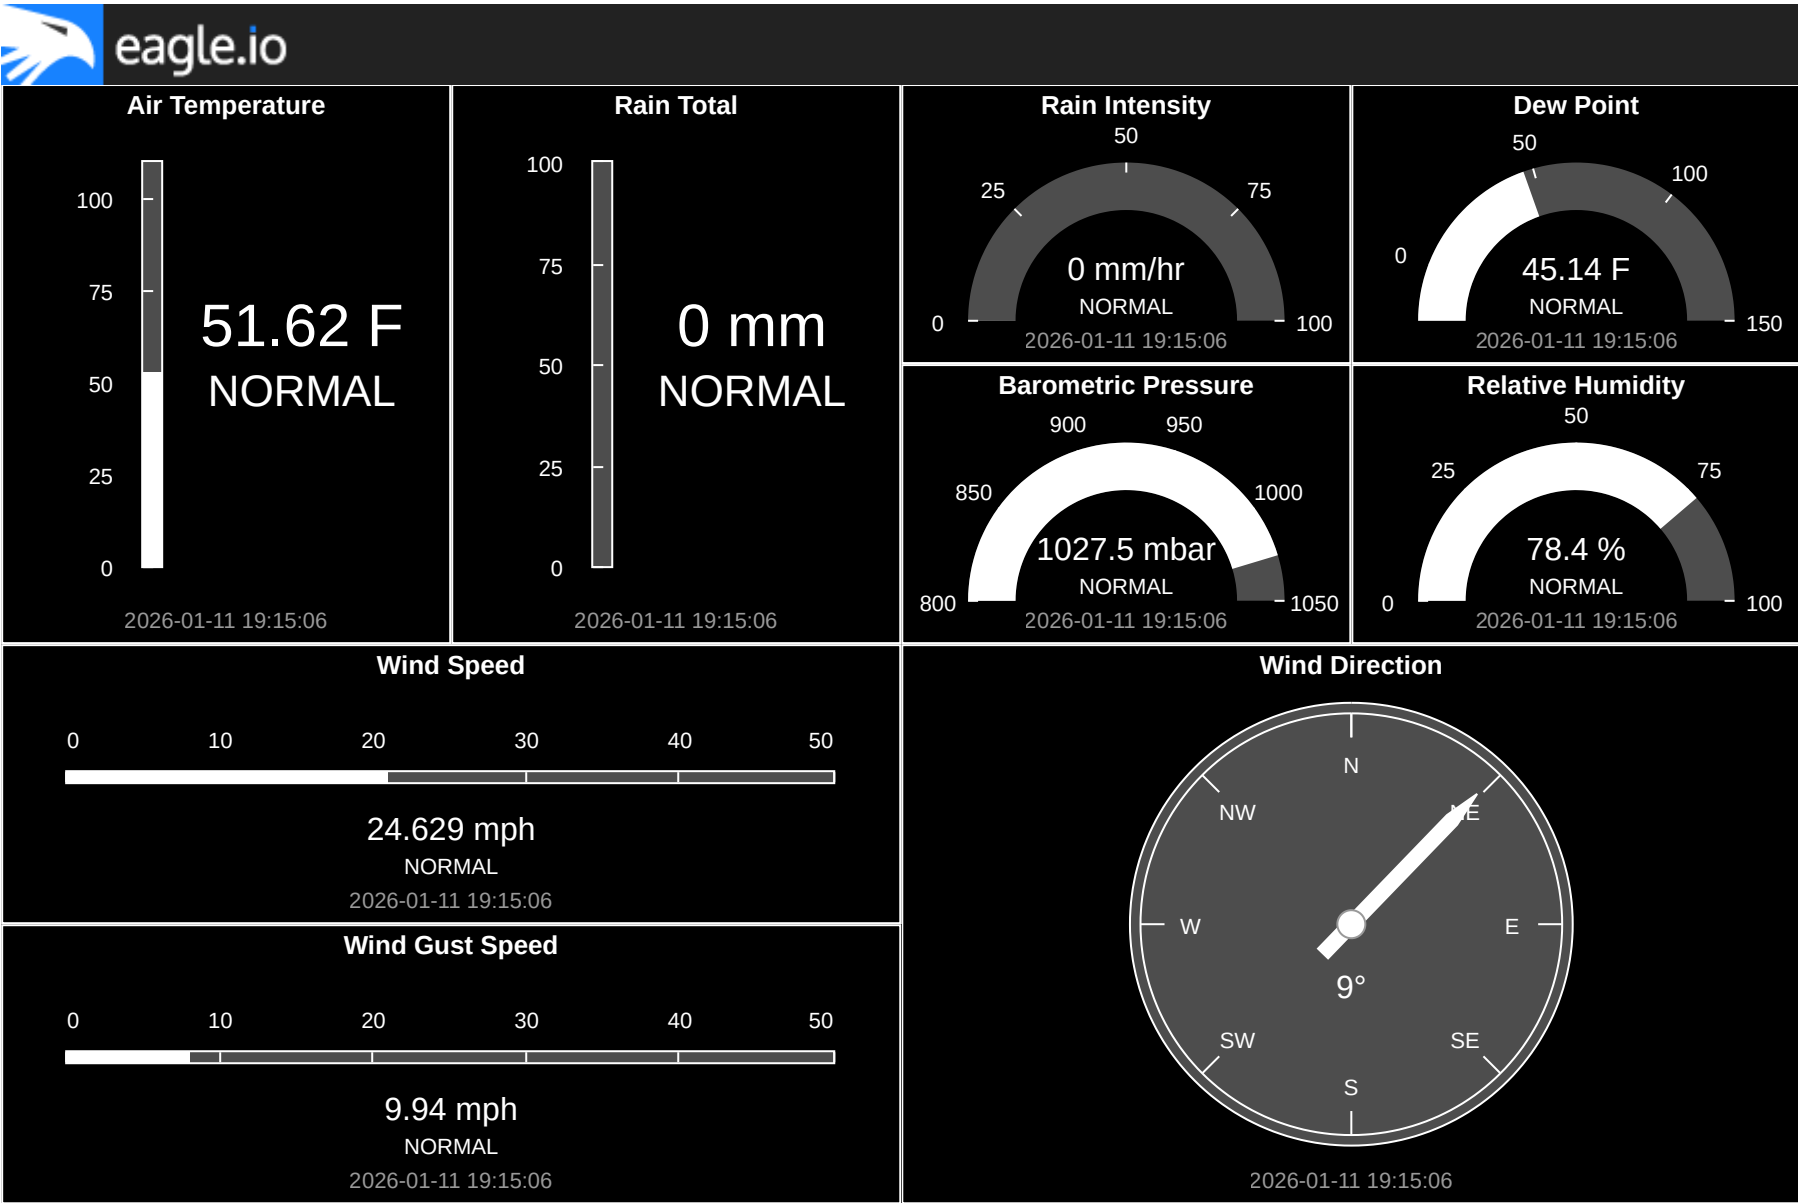 eagle.io
Air Temperature
100
75
50
25
0
51.62 F
NORMAL
2026-01-11 19:15:06
Rain Total
100
75
50
25
0
0 mm
NORMAL
2026-01-11 19:15:06
Rain Intensity
0
25
50
75
100
0 mm/hr
NORMAL
2026-01-11 19:15:06
Dew Point
0
50
100
150
45.14 F
NORMAL
2026-01-11 19:15:06
Barometric Pressure
800
850
900
950
1000
1050
1027.5 mbar
NORMAL
2026-01-11 19:15:06
Relative Humidity
0
25
50
75
100
78.4 %
NORMAL
2026-01-11 19:15:06
Wind Speed
0 10 20 30 40 50
24.629 mph
NORMAL
2026-01-11 19:15:06
Wind Gust Speed
0 10 20 30 40 50
9.94 mph
NORMAL
2026-01-11 19:15:06
Wind Direction
N
NW NE
W E
9°
SW SE
S
2026-01-11 19:15:06